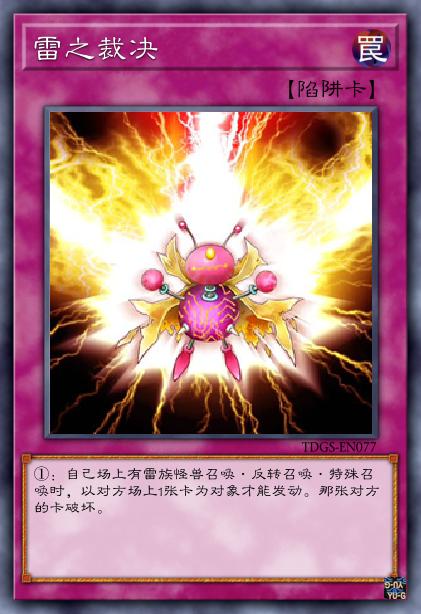 雷之裁决
罠
【陷阱卡】
TDGS-EN077
①：自己场上有雷族怪兽召唤·反转召唤·特殊召
唤时，以对方场上1张卡为对象才能发动。那张对方
的卡破坏。